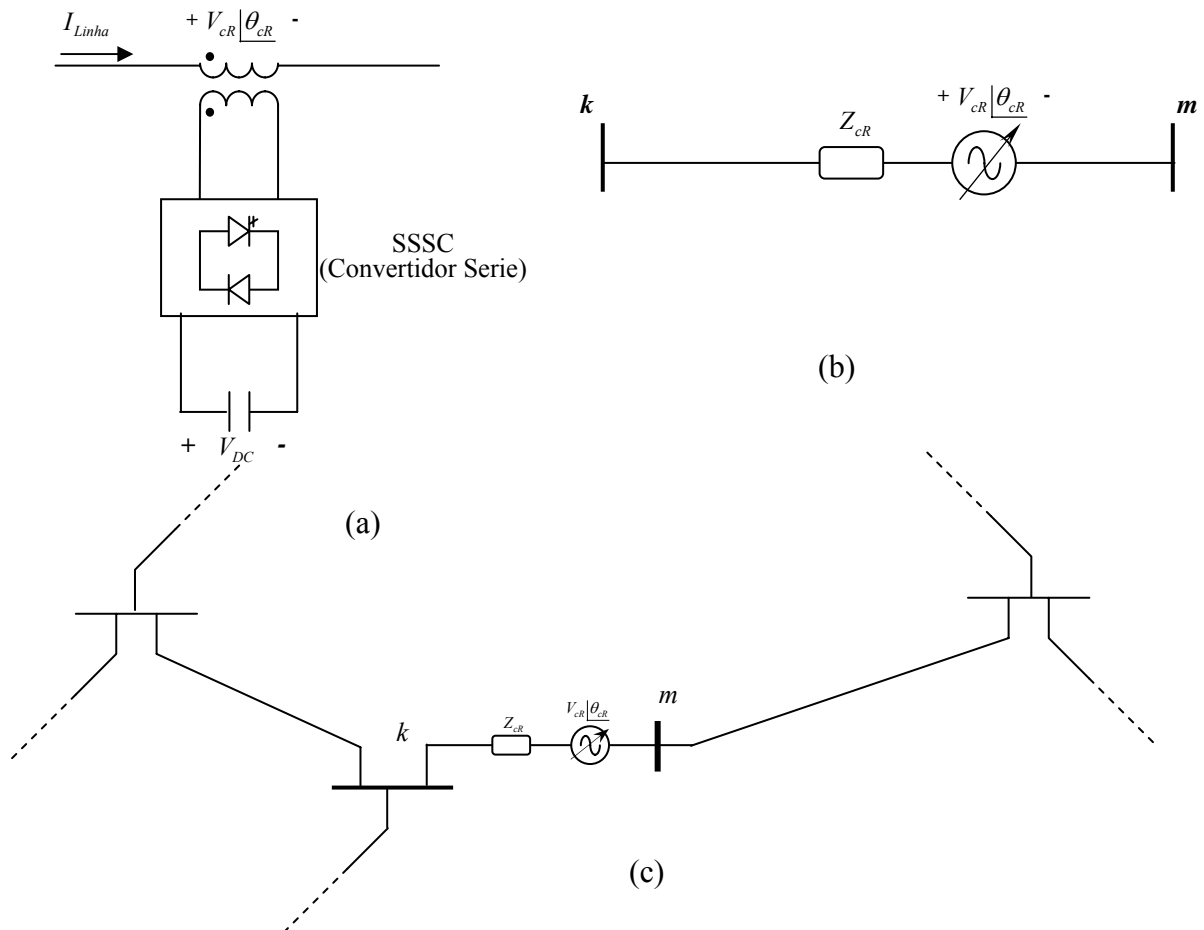 I_Linha
+ V_cR|θ_cR -
SSSC
(Convertidor Serie)
+ V_DC -
(a)
k
Z_cR
+ V_cR|θ_cR -
m
(b)
k
Z_cR
V_cR|θ_cR
m
(c)